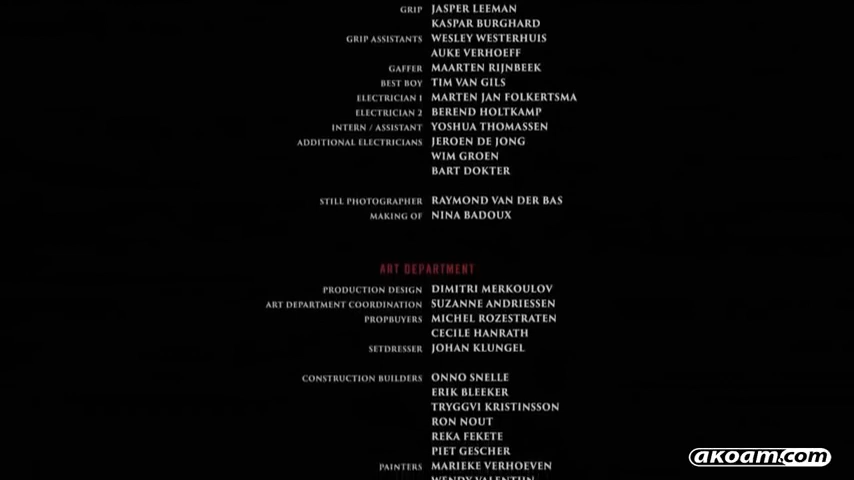 GRIP JASPER LEEMAN
KASPAR BURGHARD
GRIP ASSISTANTS WESLEY WESTERHUIS
AUKE VERHOEFF
GAFFER MAARTEN RIJNBEEK
BEST BOY TIM VAN GILS
ELECTRICIAN 1 MARTEN JAN FOLKERTSMA
ELECTRICIAN 2 BEREND HOLTKAMP
INTERN / ASSISTANT YOSHUA THOMASSEN
ADDITIONAL ELECTRICIANS JEROEN DE JONG
WIM GROEN
BART DOKTER
STILL PHOTOGRAPHER RAYMOND VAN DER BAS
MAKING OF NINA BADOUX
ART DEPARTMENT
PRODUCTION DESIGN DIMITRI MERKOULOV
ART DEPARTMENT COORDINATION SUZANNE ANDRIESSEN
PROPBUYERS MICHEL ROZESTRATEN
CECILE HANRATH
SETDRESSER JOHAN KLUNGEL
CONSTRUCTION BUILDERS ONNO SNELLE
ERIK BLEEKER
TRYGGVI KRISTINSSON
RON NOUT
REKA FEKETE
PIET GESCHER
PAINTERS MARIEKE VERHOEVEN
WENDY VALENTIJN
akoam.com